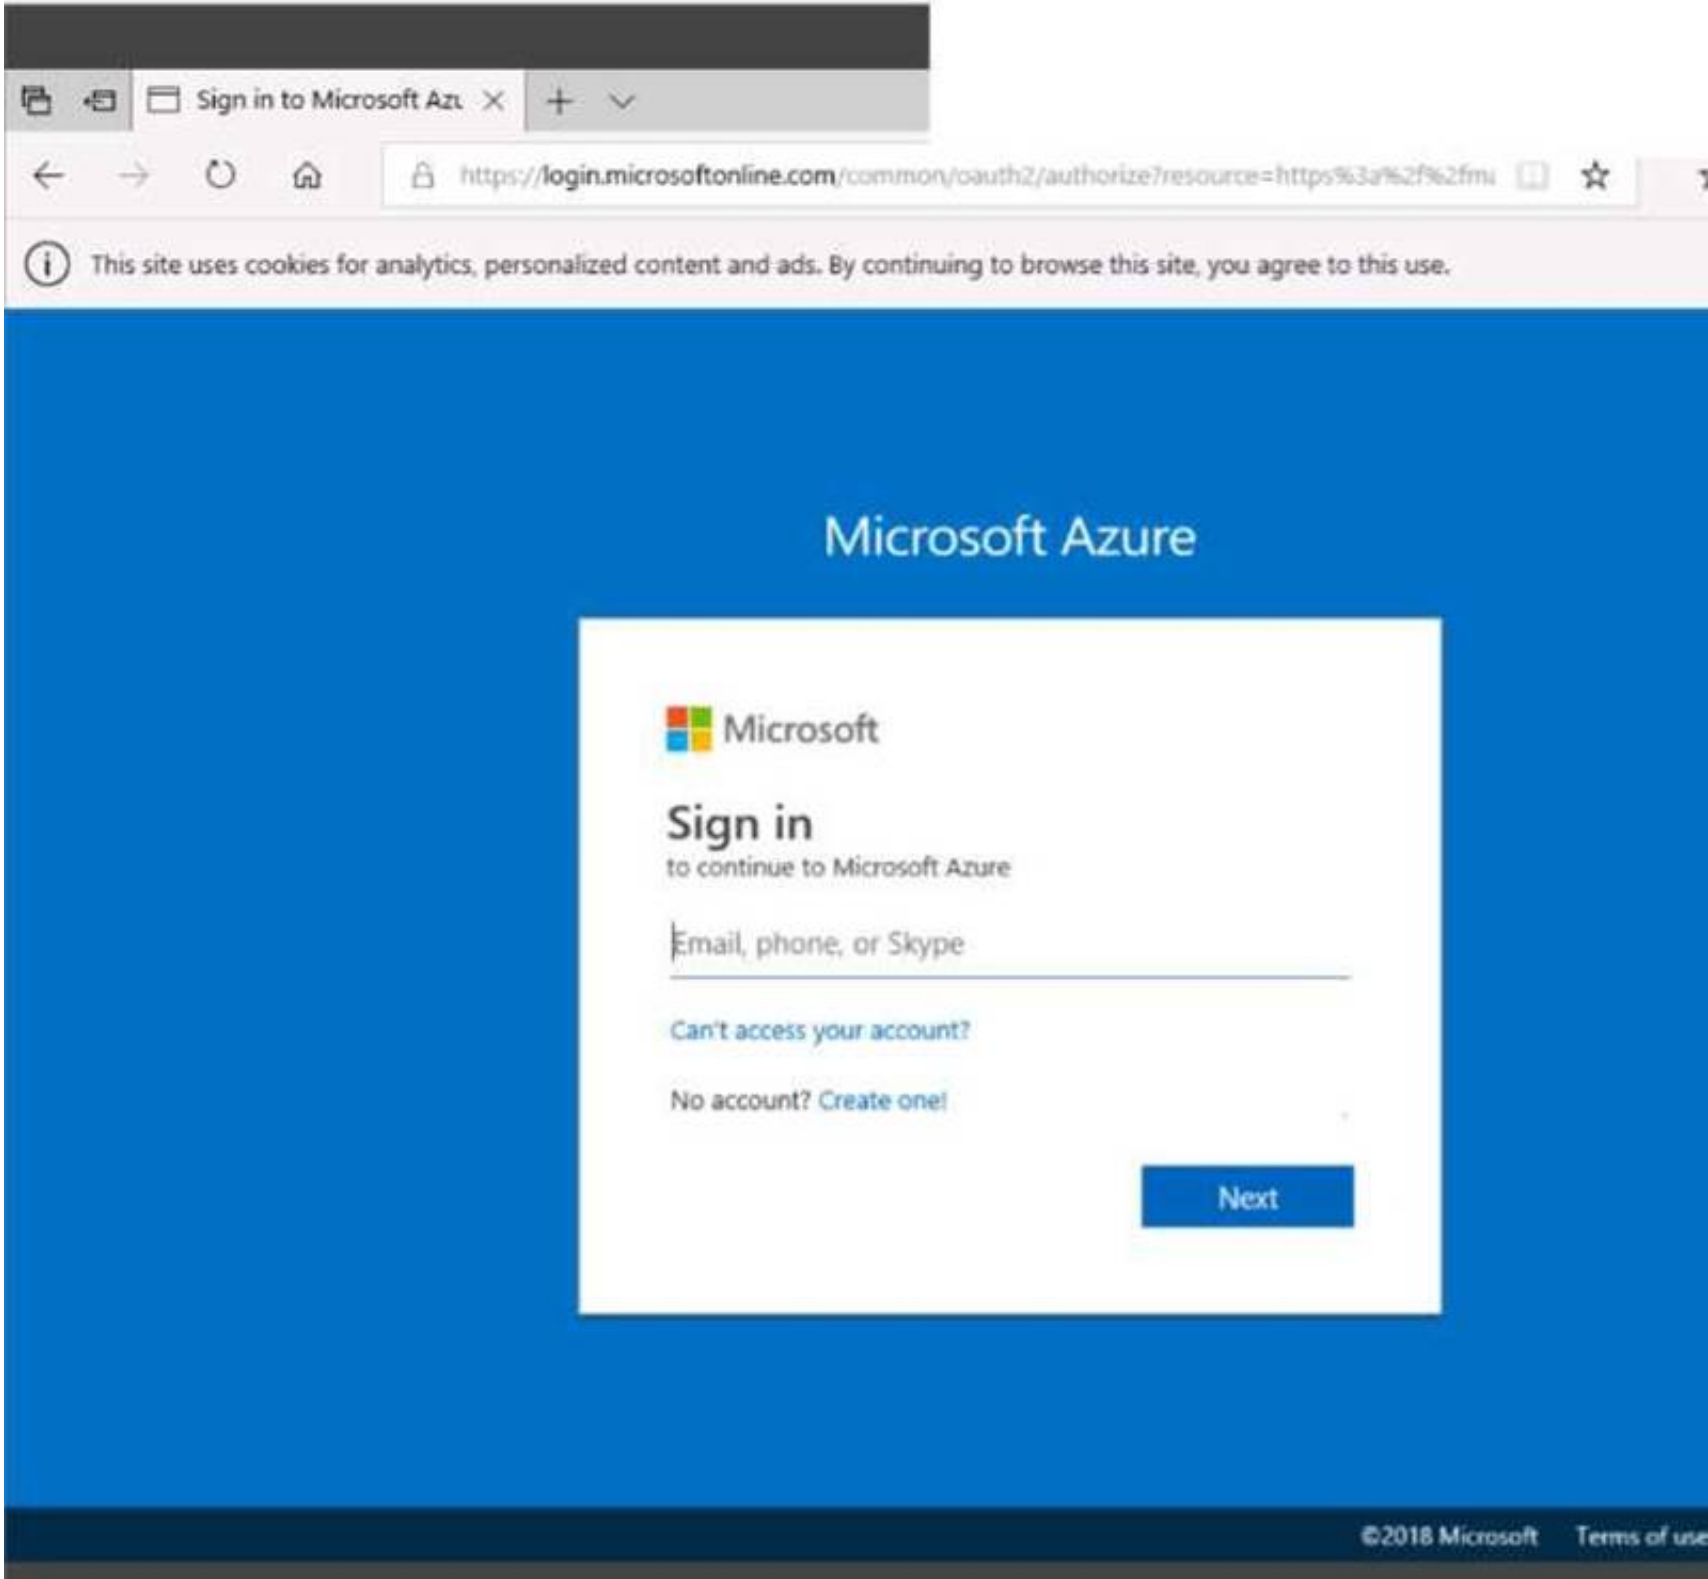 Sign in to Microsoft Azu
https://login.microsoftonline.com/common/oauth2/authorize?resource=https%3a%2f%2fm
This site uses cookies for analytics, personalized content and ads. By continuing to browse this site, you agree to this use.
Microsoft Azure
Microsoft
Sign in
to continue to Microsoft Azure
Email, phone, or Skype
Can't access your account?
No account? Create one!
Next
©2018 Microsoft Terms of use